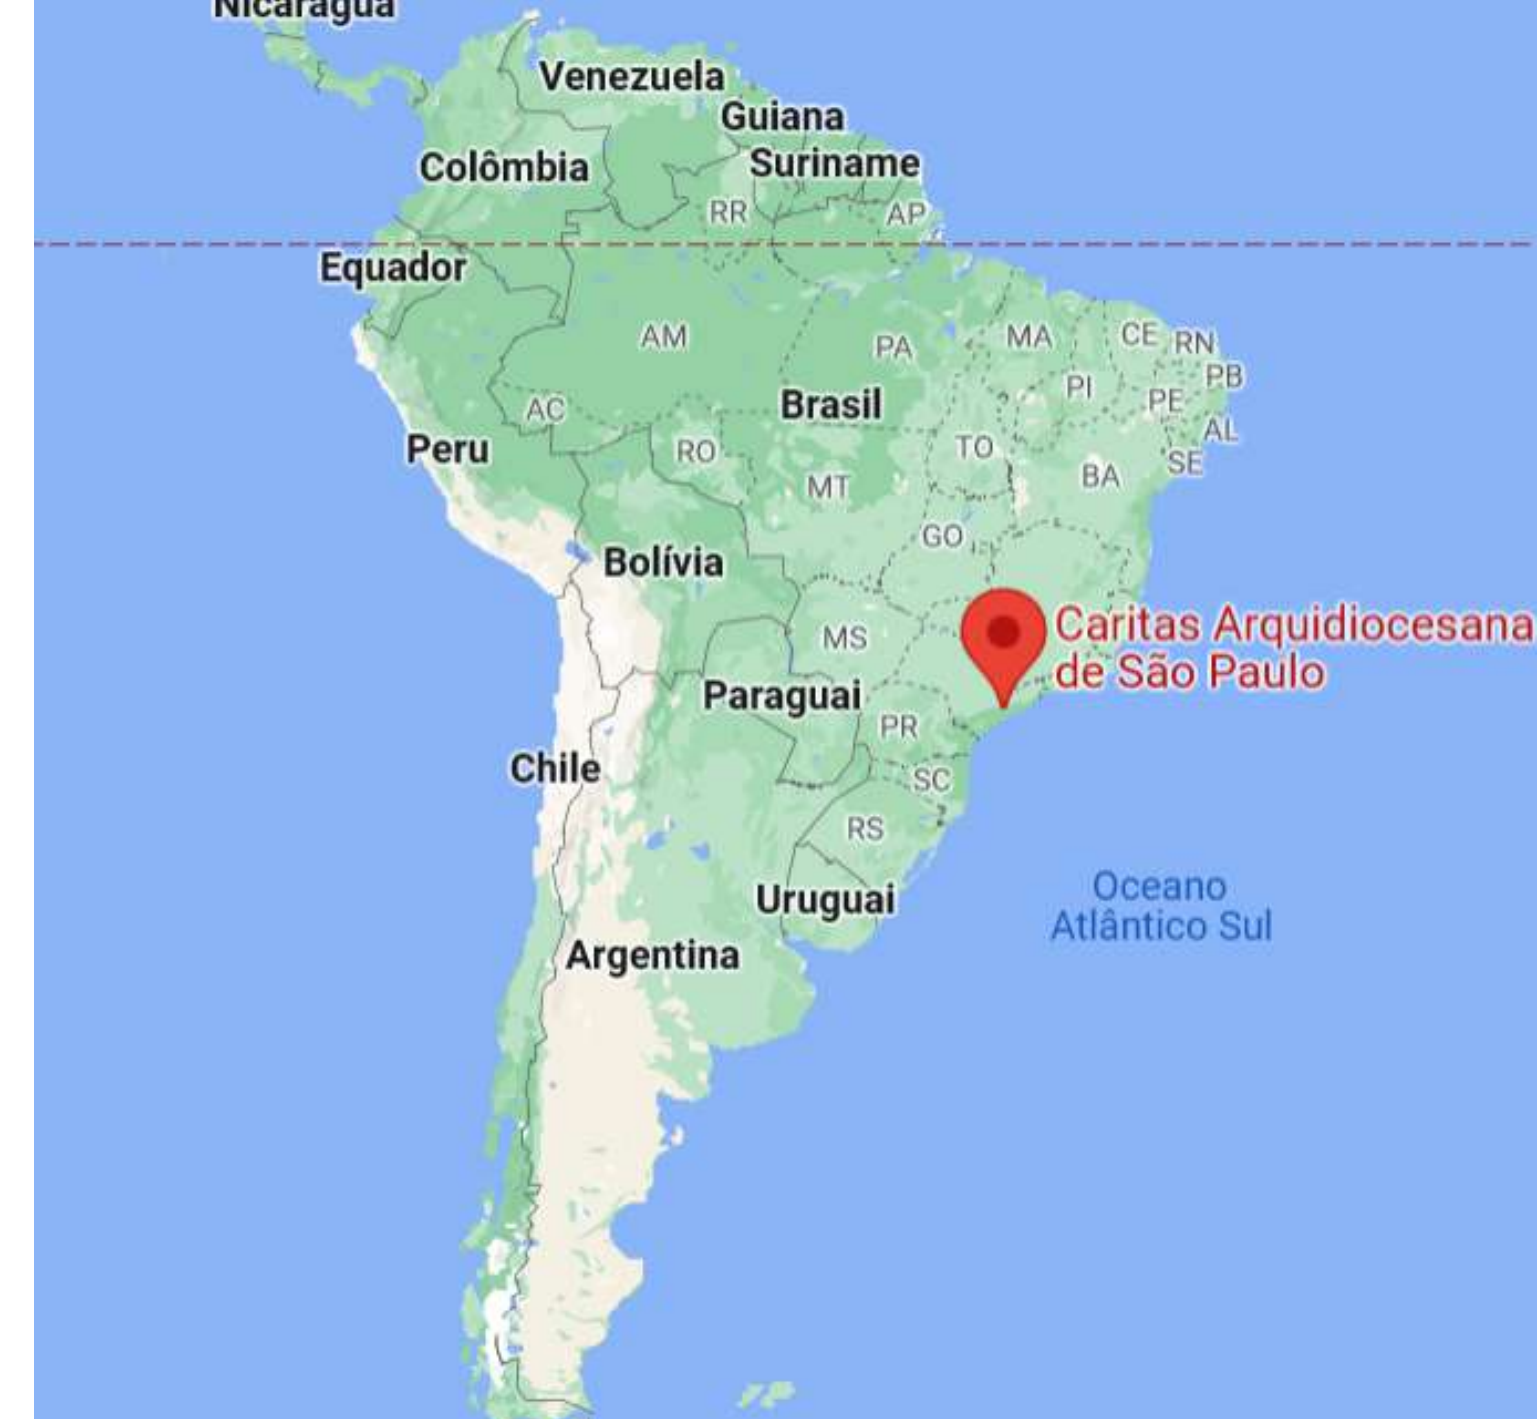 Nicarágua
Venezuela
Guiana
Suriname
Colômbia
RR
AP
Equador
AM
PA
MA
CE
RN
PB
PI
PE
AC
Brasil
AL
Peru
RO
TO
SE
MT
BA
GO
Bolívia
Caritas Arquidiocesana
de São Paulo
MS
Paraguai
PR
Chile
SC
RS
Uruguai
Oceano
Atlântico Sul
Argentina